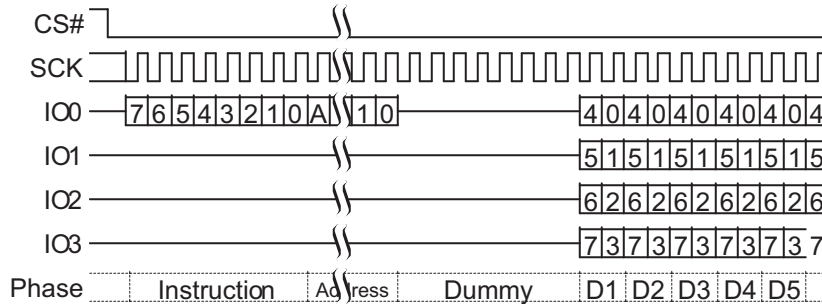 CS#
SCK
IO0 7 6 5 4 3 2 1 0 A 1 0 4 0 4 0 4 0 4 0 4 0 4
IO1 5 1 5 1 5 1 5 1 5 1 5
IO2 6 2 6 2 6 2 6 2 6 2 6
IO3 7 3 7 3 7 3 7 3 7 3 7
Phase Instruction Address Dummy D1 D2 D3 D4 D5